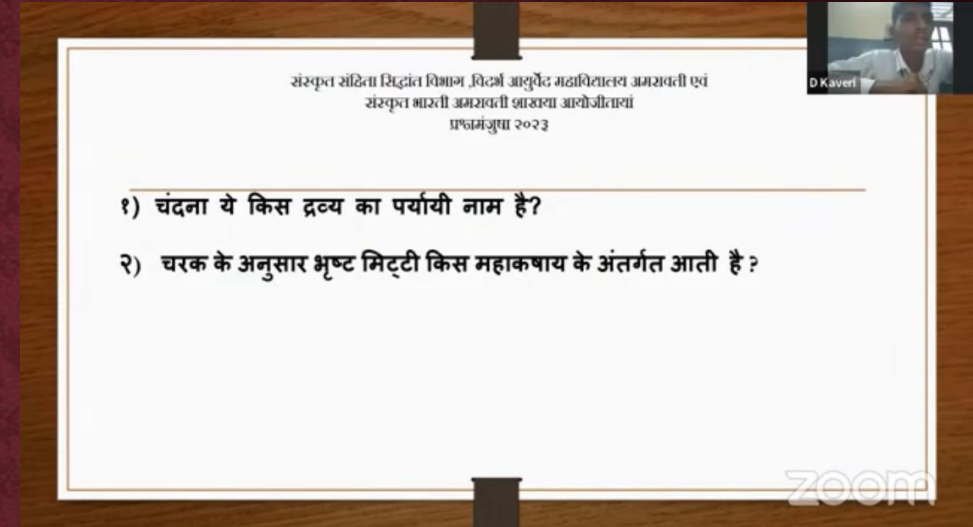 संस्कृत संहिता सिद्धांत विभाग ,विदर्भ आयुर्वेद महाविद्यालय अमरावती एवं
संस्कृत भारती अमरावती शाखया आयोजीतायां
प्रश्नमंजुषा २०२३
D Kaveri
१) चंदना ये किस द्रव्य का पर्यायी नाम है?
२) चरक के अनुसार भृष्ट मिट्टी किस महाकषाय के अंतर्गत आती है ?
zoom